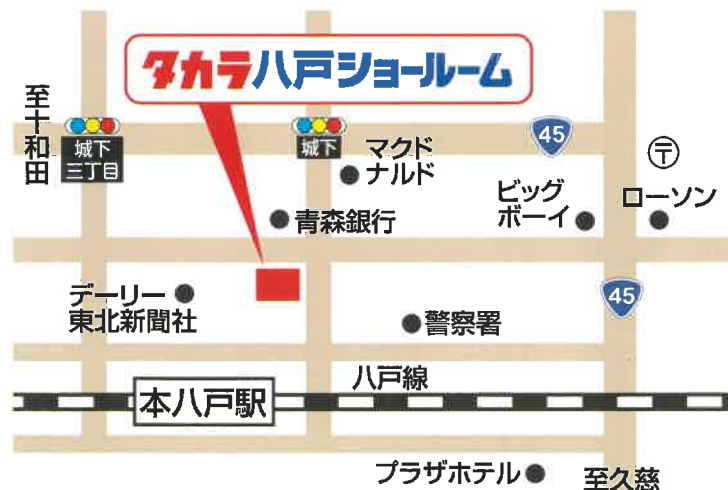 タカラ八戸ショールーム
至十和田
城下
三丁目
城下
マクド
ナルド
45
〒
ビッグ
ボーイ
ローソン
青森銀行
デーリー
東北新聞社
警察署
45
八戸線
本八戸駅
プラザホテル
至久慈